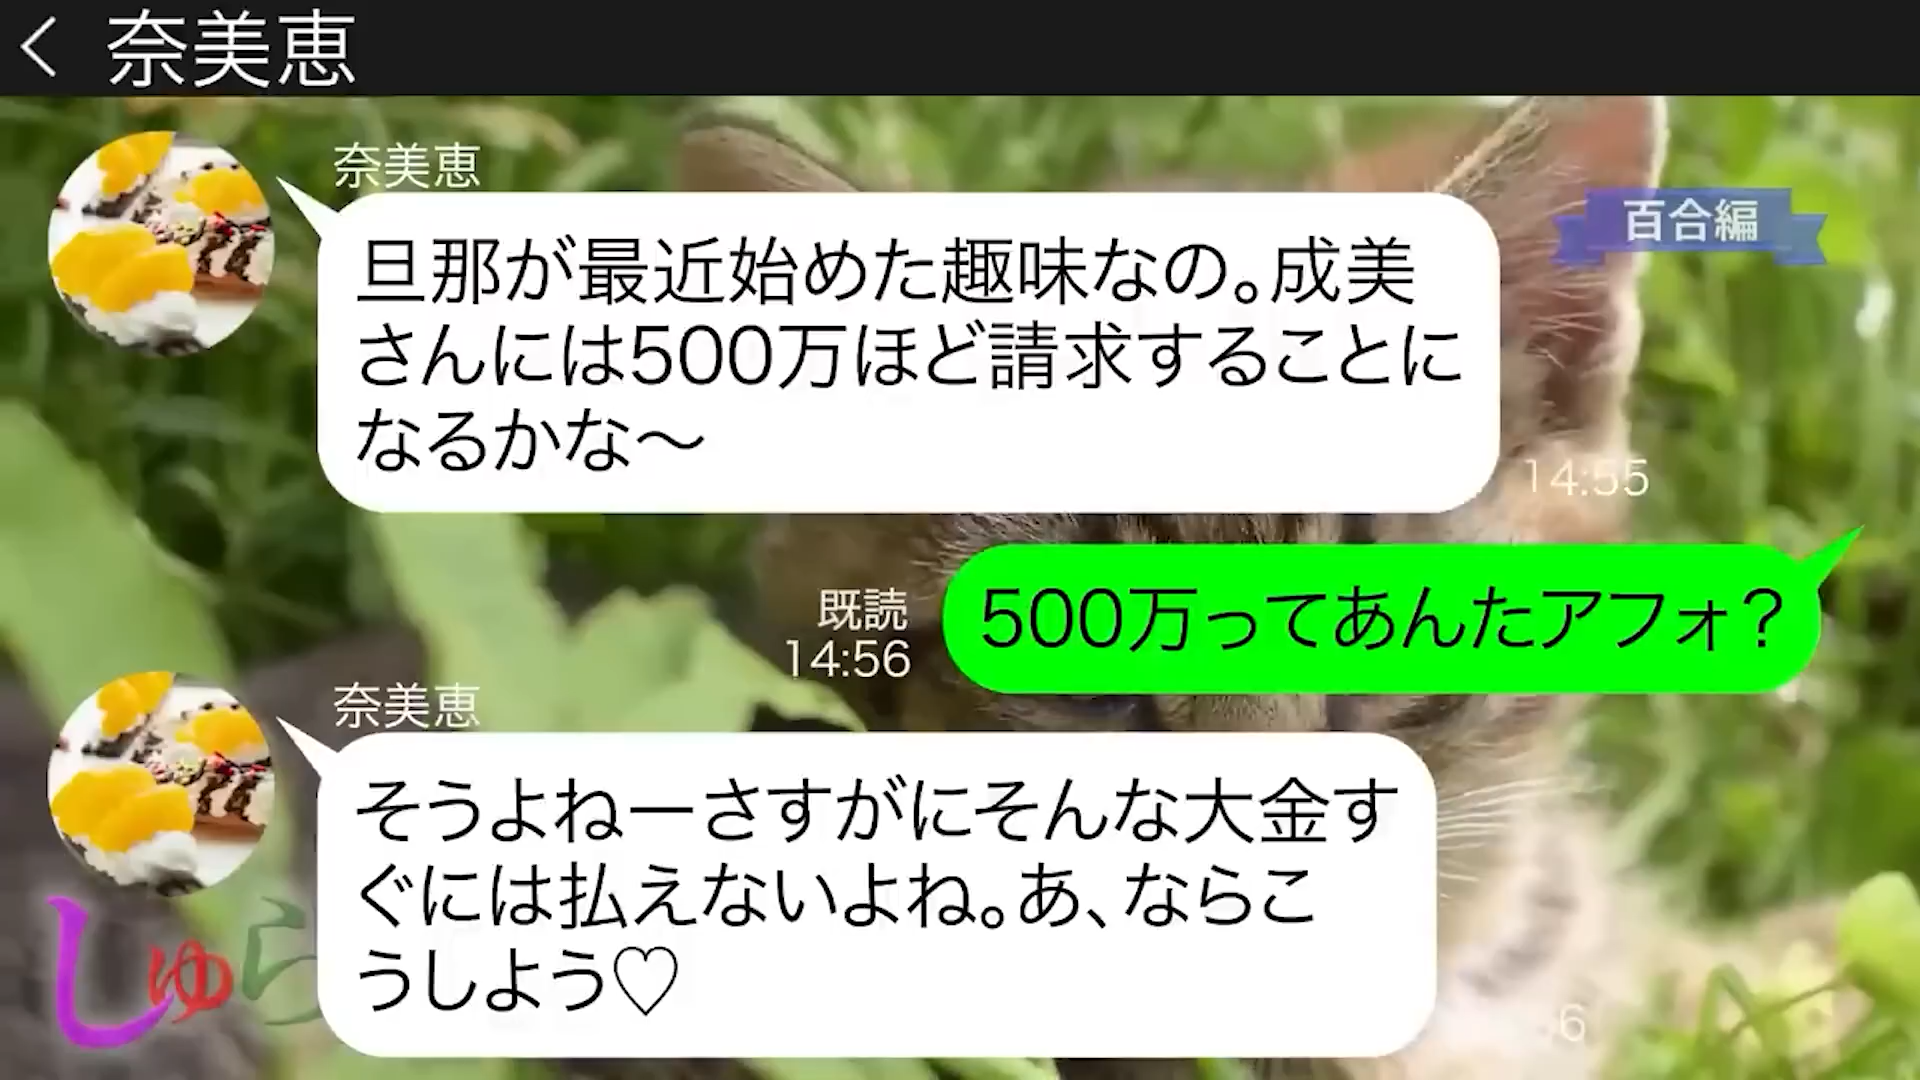 奈美恵
奈美恵
百合編
旦那が最近始めた趣味なの。成美
さんには500万ほど請求することに
なるかな〜
14:55
500万ってあんたアフォ？
既読
14:56
奈美恵
そうよねーさすがにそんな大金す
ぐには払えないよね。あ、ならこ
うしよう♡
しゅら